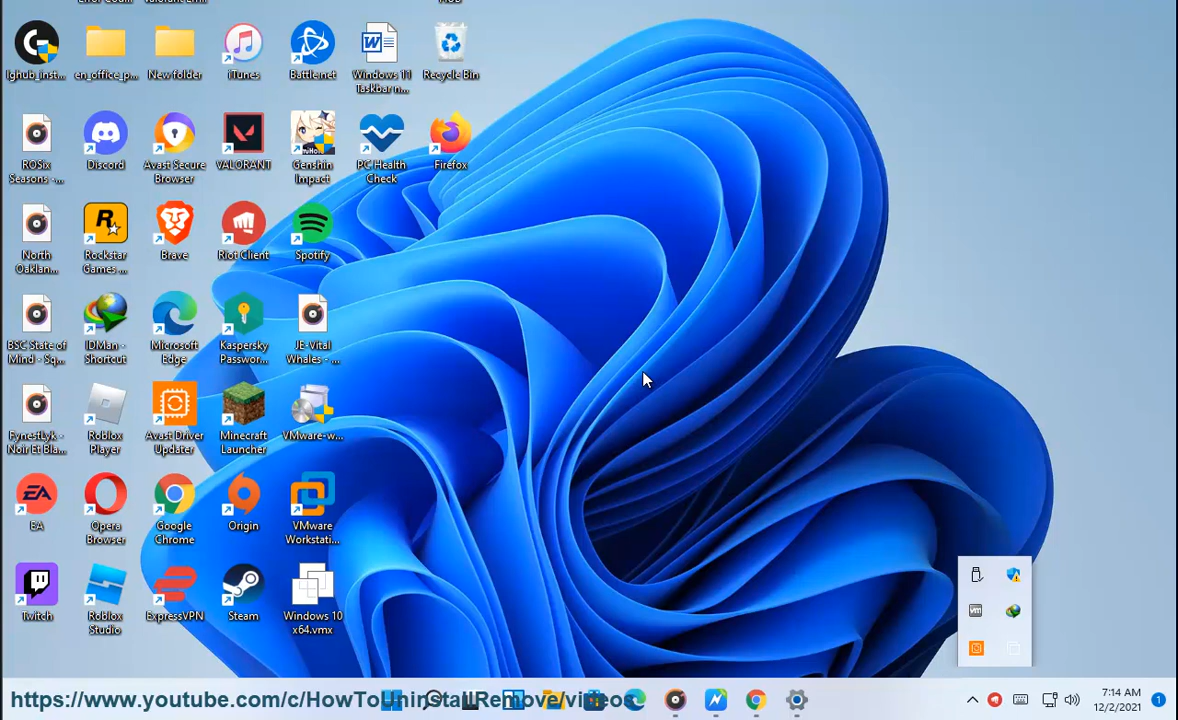 lghub_inst...
en_office_p...
New folder
iTunes
Battlenet
Windows 11
Taskbar n...
Recycle Bin
ROSix
Seasons -...
Discord
Avast Secure
Browser
VALORANT
Genshin
Impact
PC Health
Check
Firefox
North
Oaklan...
Rockstar
Games ...
Brave
Riot Client
Spotify
BSC State of
Mind - Sq...
IDMan -
Shortcut
Microsoft
Edge
Kaspersky
Passwor...
JE-Vital
Whales - ...
FynestLyk -
Noir Et Bla...
Roblox
Player
Avast Driver
Updater
Minecraft
Launcher
VMware-w...
EA
Opera
Browser
Google
Chrome
Origin
VMware
Workstati...
Twitch
Roblox
Studio
ExpressVPN
Steam
Windows 10
x64.vmx
vm
https://www.youtube.com/c/HowToUninstallRemove/videos
7:14 AM
12/2/2021
1